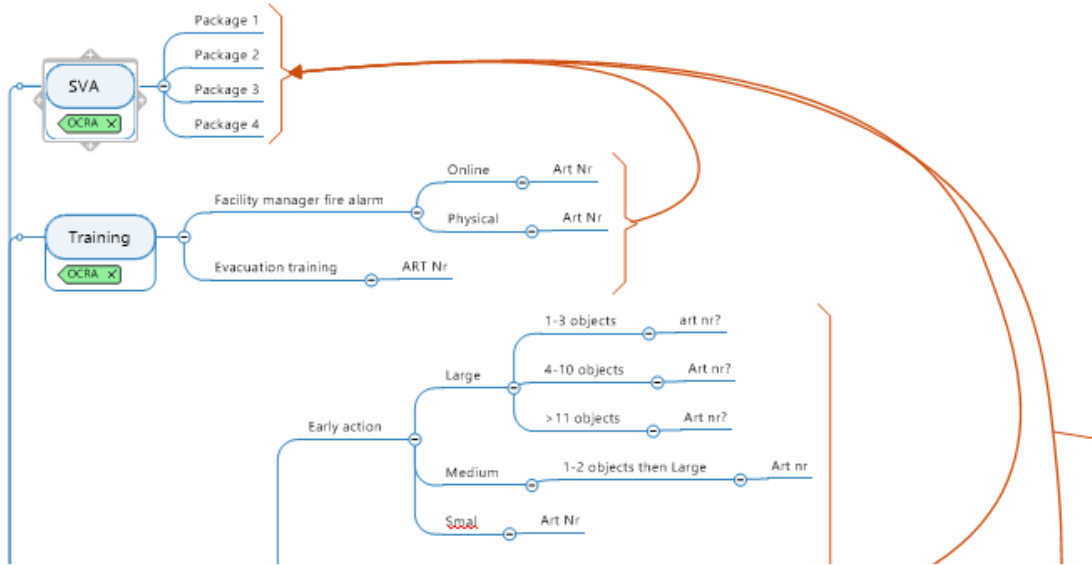 Package 1
Package 2
SVA
Package 3
OCRA X
Package 4
Online
Art Nr
Facility manager fire alarm
Physical
Art Nr
Training
OCRA X
Evacuation training
ART Nr
1-3 objects
art nr?
Large
4-10 objects
Art nr?
>11 objects
Art nr?
Early action
Medium
1-2 objects then Large
Art nr
Smal
Art Nr